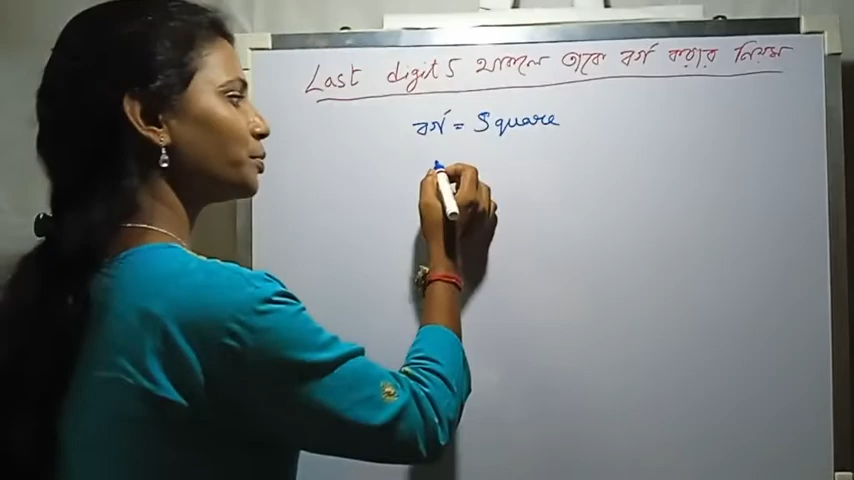 Last digit 5 থাকলে তাকে বর্গ করার নিয়ম
বর্গ = Square